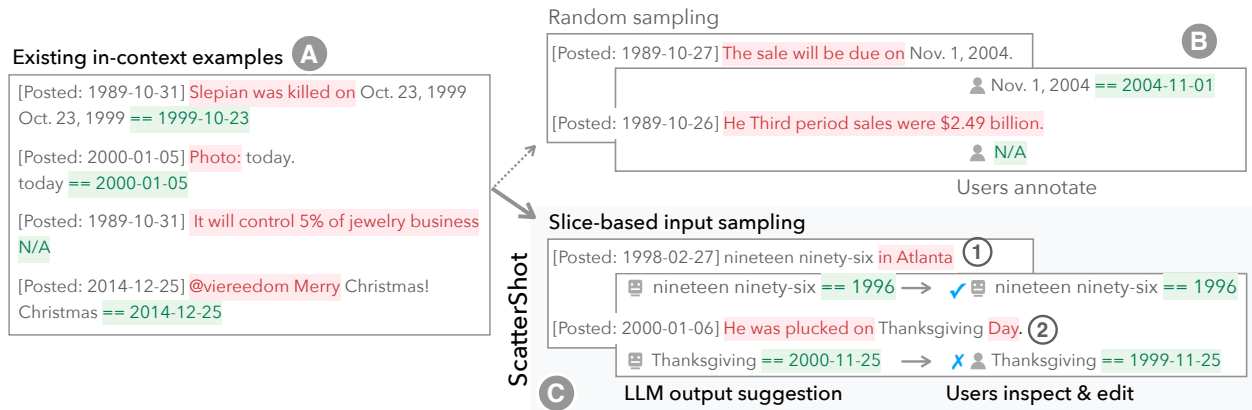 Existing in-context examples A
[Posted: 1989-10-31] Slepian was killed on Oct. 23, 1999
Oct. 23, 1999 == 1999-10-23
[Posted: 2000-01-05] Photo: today.
today == 2000-01-05
[Posted: 1989-10-31] It will control 5% of jewelry business
N/A
[Posted: 2014-12-25] @viereedom Merry Christmas!
Christmas == 2014-12-25
Random sampling
B
[Posted: 1989-10-27] The sale will be due on Nov. 1, 2004.
Nov. 1, 2004 == 2004-11-01
[Posted: 1989-10-26] He Third period sales were $2.49 billion.
N/A
Users annotate
ScatterShot
C
Slice-based input sampling
[Posted: 1998-02-27] nineteen ninety-six in Atlanta 1
nineteen ninety-six == 1996 → ✓ nineteen ninety-six == 1996
[Posted: 2000-01-06] He was plucked on Thanksgiving Day. 2
Thanksgiving == 2000-11-25 → ✗ Thanksgiving == 1999-11-25
LLM output suggestion Users inspect & edit